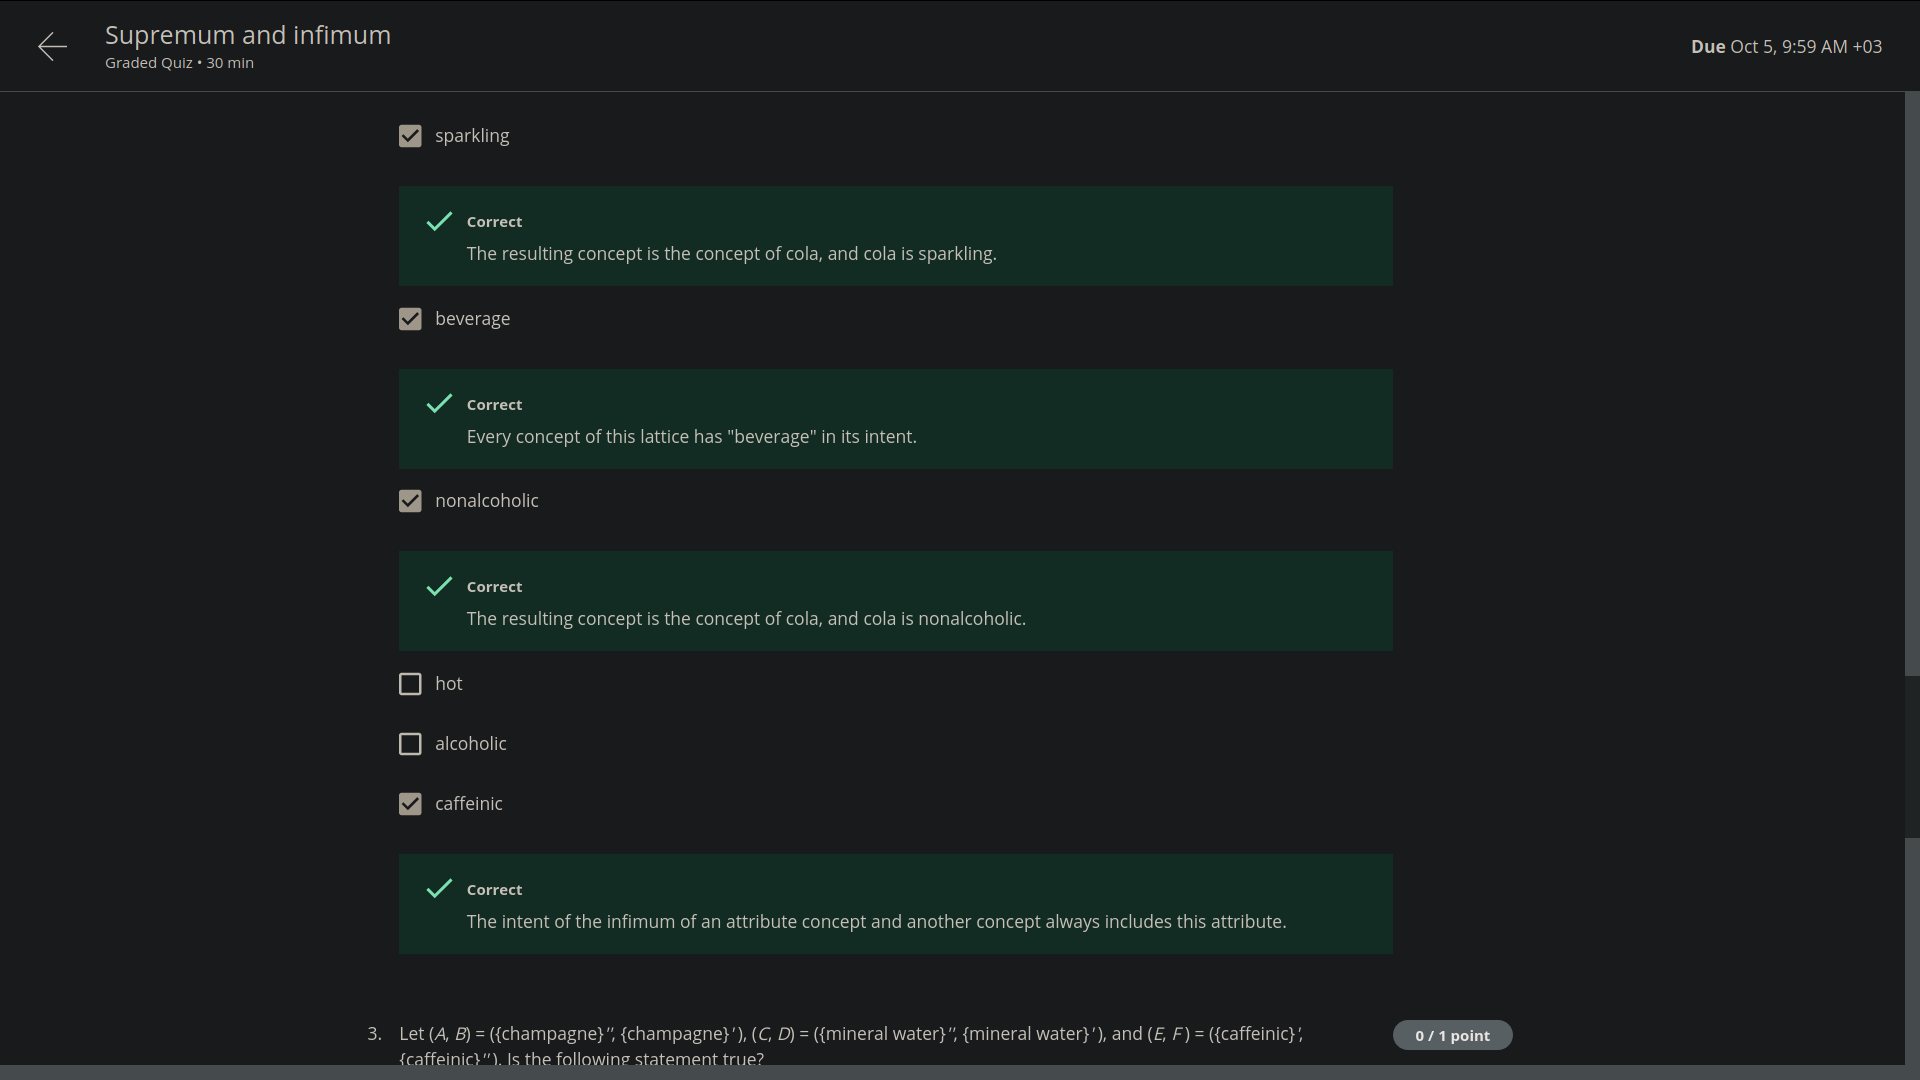 Supremum and infimum
Graded Quiz • 30 min
Due Oct 5, 9:59 AM +03
sparkling
Correct
The resulting concept is the concept of cola, and cola is sparkling.
beverage
Correct
Every concept of this lattice has "beverage" in its intent.
nonalcoholic
Correct
The resulting concept is the concept of cola, and cola is nonalcoholic.
hot
alcoholic
caffeinic
Correct
The intent of the infimum of an attribute concept and another concept always includes this attribute.
3. Let (A, B) = ({champagne}′′, {champagne}′), (C, D) = ({mineral water}′′, {mineral water}′), and (E, F) = ({caffeinic}′,
{caffeinic}′′). Is the following statement true?
0 / 1 point